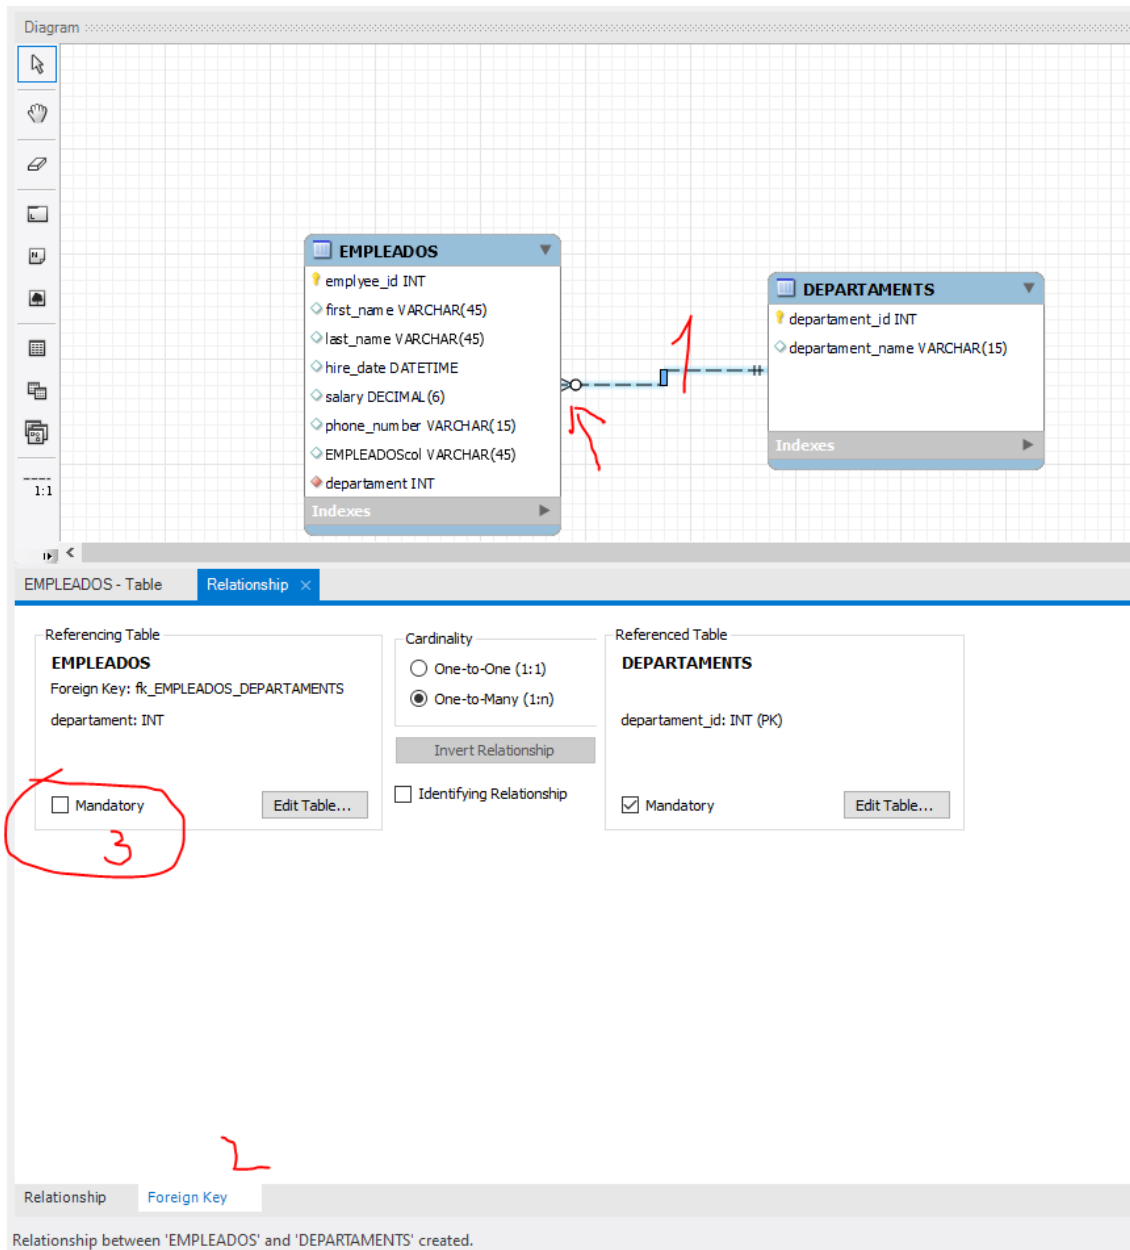 Diagram
EMPLEADOS
emplyee_id INT
first_name VARCHAR(45)
last_name VARCHAR(45)
hire_date DATETIME
salary DECIMAL(6)
phone_number VARCHAR(15)
EMPLEADOScol VARCHAR(45)
departament INT
Indexes
1
DEPARTAMENTS
departament_id INT
departament_name VARCHAR(15)
Indexes
1:1
EMPLEADOS - Table
Relationship
Referencing Table
EMPLEADOS
Foreign Key: fk_EMPLEADOS_DEPARTAMENTS
departament: INT
Mandatory
Edit Table...
3
Cardinality
One-to-One (1:1)
One-to-Many (1:n)
Invert Relationship
Identifying Relationship
Referenced Table
DEPARTAMENTS
departament_id: INT (PK)
Mandatory
Edit Table...
2
Relationship
Foreign Key
Relationship between 'EMPLEADOS' and 'DEPARTAMENTS' created.